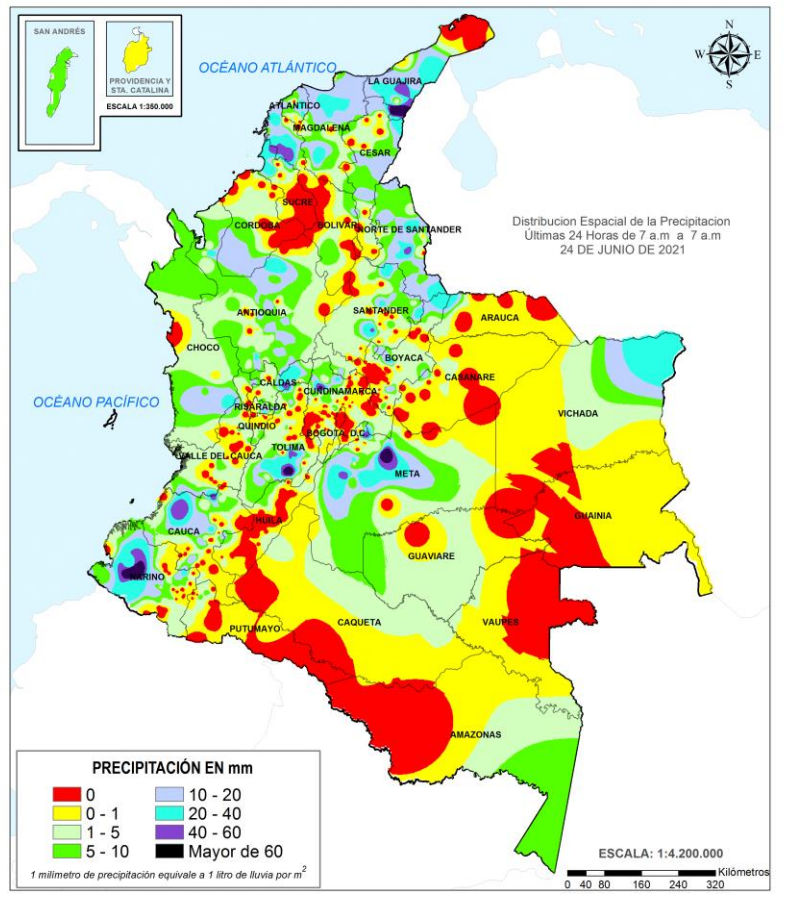 SAN ANDRÉS
PROVIDENCIA Y
STA. CATALINA
ESCALA 1:350.000
N
W
E
S
OCÉANO ATLÁNTICO
LA GUAJIRA
ATLANTICO
MAGDALENA
CESAR
SUCRE
CORDOBA
BOLIVAR
NORTE DE SANTANDER
Distribucion Espacial de la Precipitacion
Últimas 24 Horas de 7 a.m a 7 a.m
24 DE JUNIO DE 2021
ANTIOQUIA
SANTANDER
ARAUCA
CHOCO
BOYACA
CASANARE
CALDAS
CUNDINAMARCA
OCÉANO PACÍFICO
RISARALDA
VICHADA
QUINDIO
BOGOTA, D.C.
TOLIMA
VALLE DEL CAUCA
META
HUILA
GUAINIA
CAUCA
GUAVIARE
NARIÑO
PUTUMAYO
CAQUETA
VAUPES
AMAZONAS
PRECIPITACIÓN EN mm
0
10 - 20
0 - 1
20 - 40
1 - 5
40 - 60
5 - 10
Mayor de 60
1 milímetro de precipitación equivale a 1 litro de lluvia por m2
ESCALA: 1:4.200.000
Kilómetros
0 40 80 160 240 320